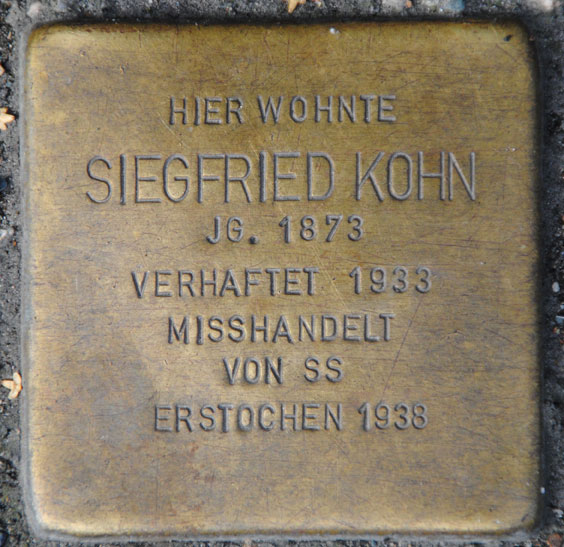 HIER WOHNTE
SIEGFRIED KOHN
JG. 1873
VERHAFTET 1933
MISSHANDELT
VON SS
ERSTOCHEN 1938